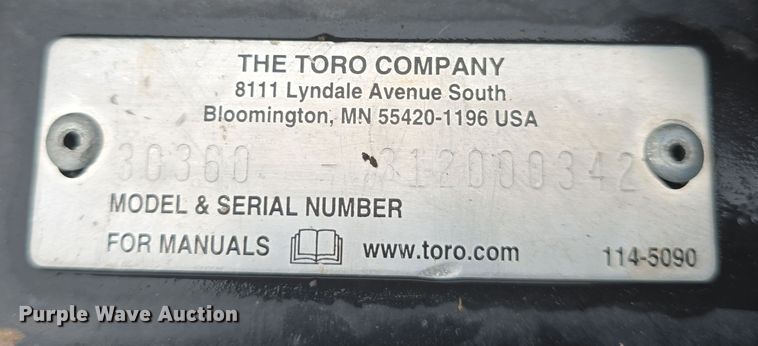 THE TORO COMPANY
8111 Lyndale Avenue South
Bloomington, MN 55420-1196 USA
30360 - 312000342
MODEL & SERIAL NUMBER
FOR MANUALS www.toro.com 114-5090
Purple Wave Auction